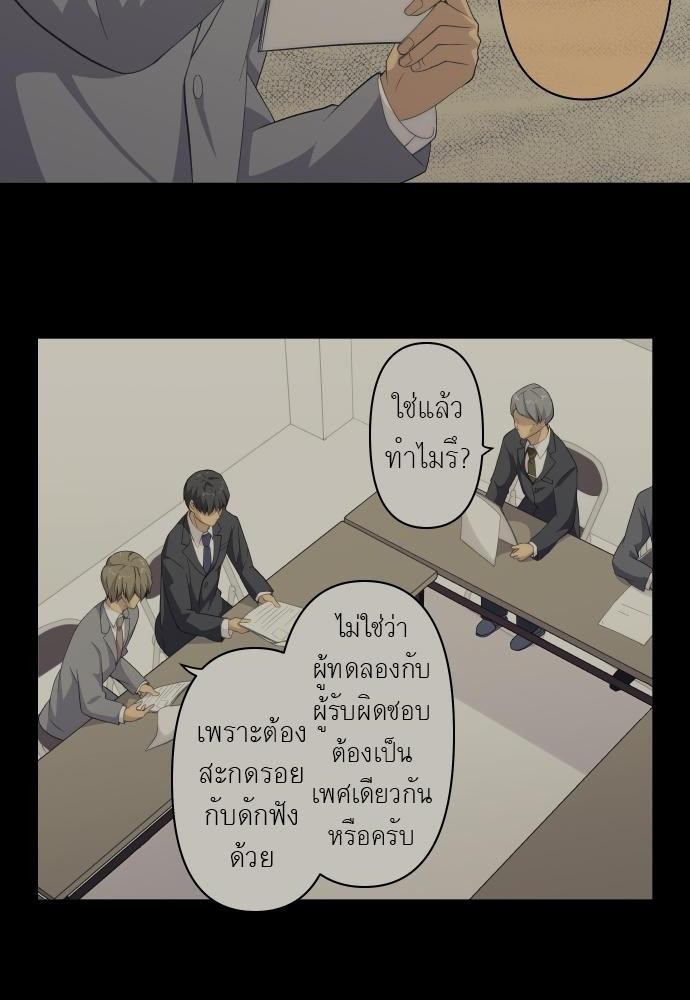 ใช่แล้ว
ทำไมรึ?
ไม่ใช่ว่า
ผู้ทดลองกับ
ผู้รับผิดชอบ
ต้องเป็น
เพศเดียวกัน
หรือครับ
เพราะต้อง
สะกดรอย
กับดักฟัง
ด้วย